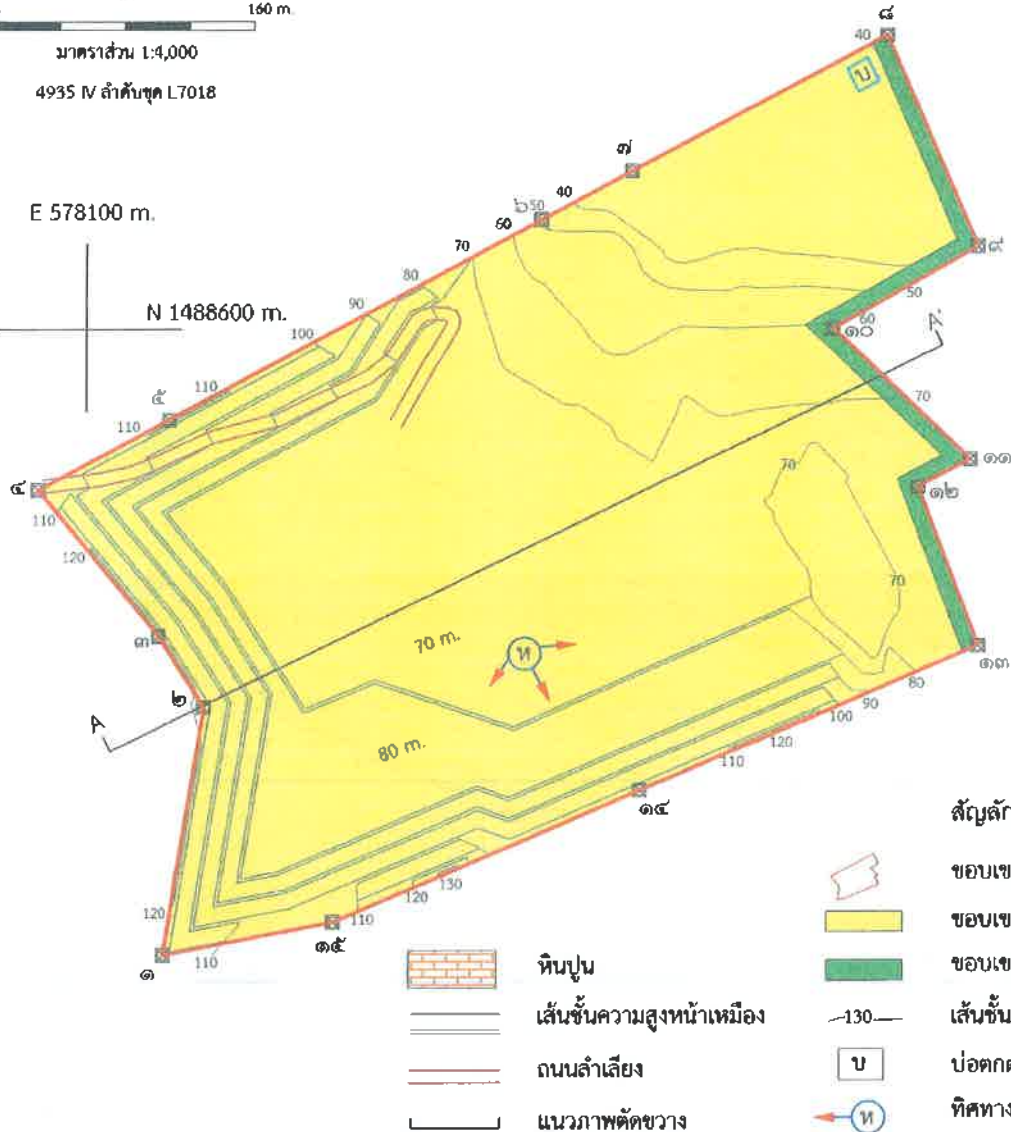 160 m.
มาตราส่วน 1:4,000
4935 IV ลำดับชุด L7018
E 578100 m.
N 1488600 m.
๘
40
บ
๗
40
๖
50
60
70
๙
80
50
90
60
๑๐
A'
100
110
๕
70
110
๔
๑๑
70
๑๒
110
120
70
๓
70 m.
ห
๑๓
๒
80
A
80 m.
90
100
120
110
๑๔
สัญลัก
ขอบเข
130
120
120
110
๑๕
ขอบเข
๑
110
หินปูน
ขอบเข
เส้นชั้นความสูงหน้าเหมือง
130
เส้นชั้น
ถนนลำเลียง
บ
บ่อตก
แนวภาพตัดขวาง
ห
ทิศทาง